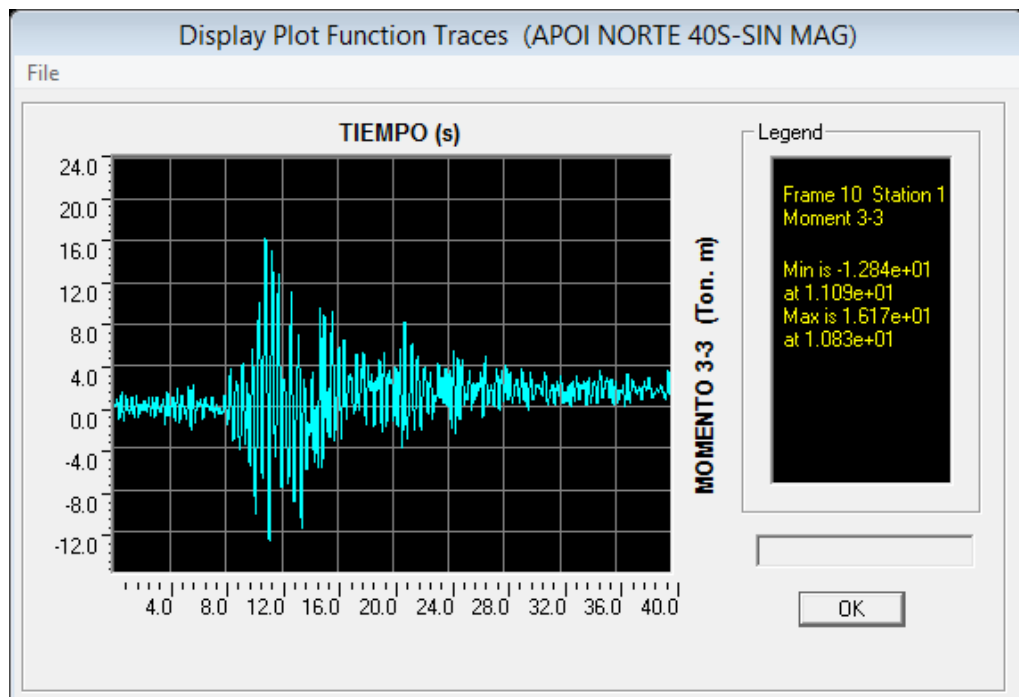 Display Plot Function Traces (APOI NORTE 40S-SIN MAG)
File
TIEMPO (s)
24.0
20.0
16.0
12.0
8.0
4.0
0.0
-4.0
-8.0
-12.0
4.0 8.0 12.0 16.0 20.0 24.0 28.0 32.0 36.0 40.0
MOMENTO 3-3 (Ton. m)
Legend
Frame 10 Station 1
Moment 3-3
Min is -1.284e+01
at 1.109e+01
Max is 1.617e+01
at 1.083e+01
OK